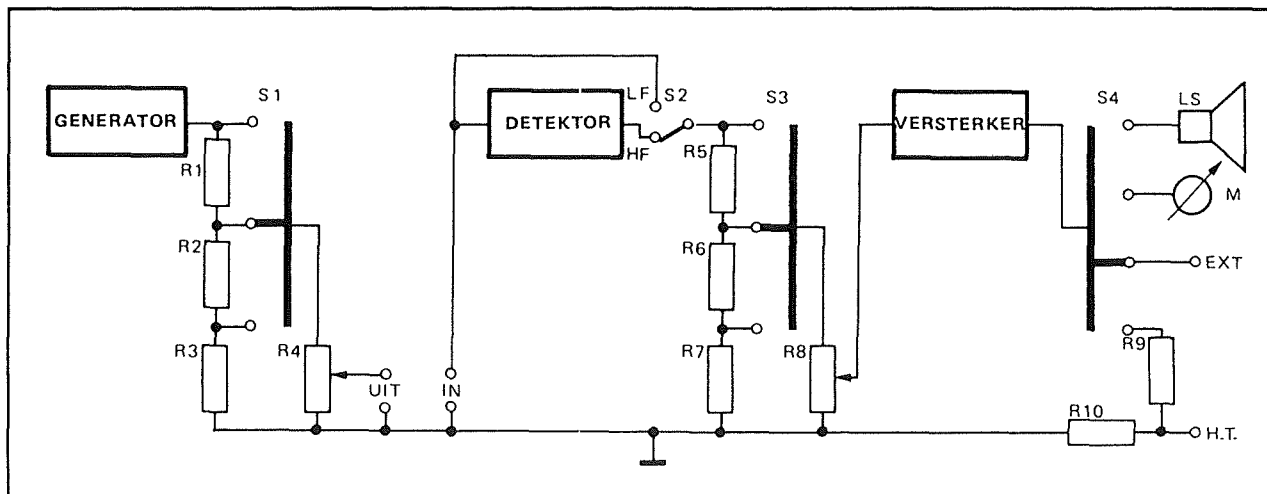 GENERATOR
S1
R1
R2
R3
R4
UIT
IN
DETEKTOR
LF
S2
HF
R5
S3
R6
R7
R8
VERSTERKER
S4
LS
M
EXT
R9
R10
H.T.